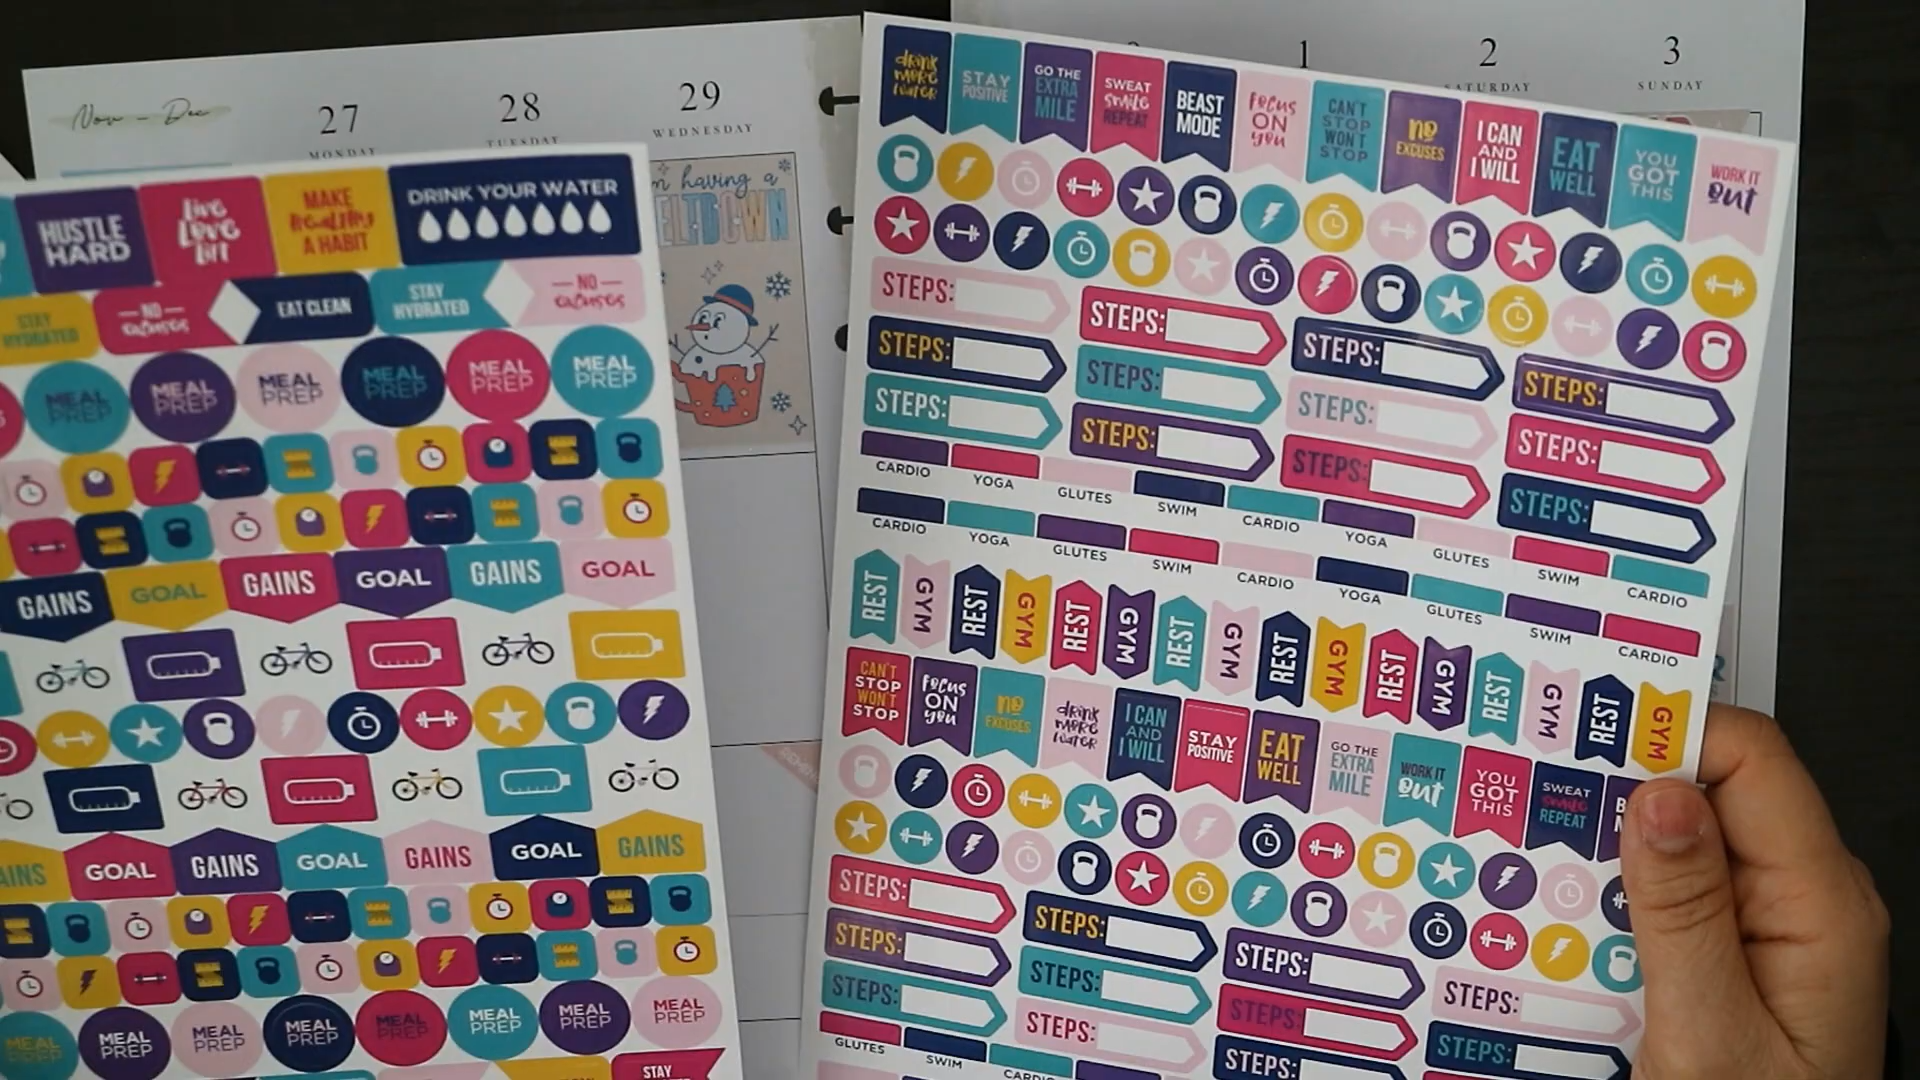 Nov - Dec
27
MONDAY
28
TUESDAY
29
WEDNESDAY
1
2
SATURDAY
3
SUNDAY
having a
HUSTLE
HARD
live
love
lift
MAKE
healthy
A HABIT
DRINK YOUR WATER
STAY
HYDRATED
NO
excuses
EAT CLEAN
STAY
HYDRATED
NO
excuses
MEAL PREP
MEAL PREP
MEAL PREP
MEAL PREP
MEAL PREP
MEAL PREP
GAINS
GOAL
GAINS
GOAL
GAINS
GOAL
GOAL
GAINS
GOAL
GAINS
GOAL
GAINS
MEAL PREP
MEAL PREP
MEAL PREP
MEAL PREP
MEAL PREP
MEAL PREP
MEAL PREP
MEAL PREP
STAY
drink
more
water
STAY
POSITIVE
GO THE
EXTRA
MILE
SWEAT
smile
REPEAT
BEAST
MODE
focus
ON
you
CAN'T
STOP
WON'T
STOP
no
EXCUSES
I CAN
AND
I WILL
EAT
WELL
YOU
GOT
THIS
WORK IT
out
STEPS:
STEPS:
STEPS:
STEPS:
STEPS:
STEPS:
STEPS:
STEPS:
STEPS:
STEPS:
STEPS:
STEPS:
CARDIO
YOGA
GLUTES
SWIM
CARDIO
YOGA
GLUTES
SWIM
CARDIO
CARDIO
YOGA
GLUTES
SWIM
CARDIO
YOGA
GLUTES
SWIM
CARDIO
REST
GYM
REST
GYM
REST
GYM
REST
GYM
REST
GYM
REST
GYM
REST
GYM
REST
GYM
CAN'T
STOP
WON'T
STOP
focus
ON
you
no
EXCUSES
drink
more
water
I CAN
AND
I WILL
STAY
POSITIVE
EAT
WELL
GO THE
EXTRA
MILE
WORK IT
out
YOU
GOT
THIS
SWEAT
smile
REPEAT
STEPS:
STEPS:
STEPS:
STEPS:
STEPS:
STEPS:
STEPS:
STEPS:
STEPS:
STEPS:
STEPS:
STEPS:
GLUTES
SWIM
CARDIO